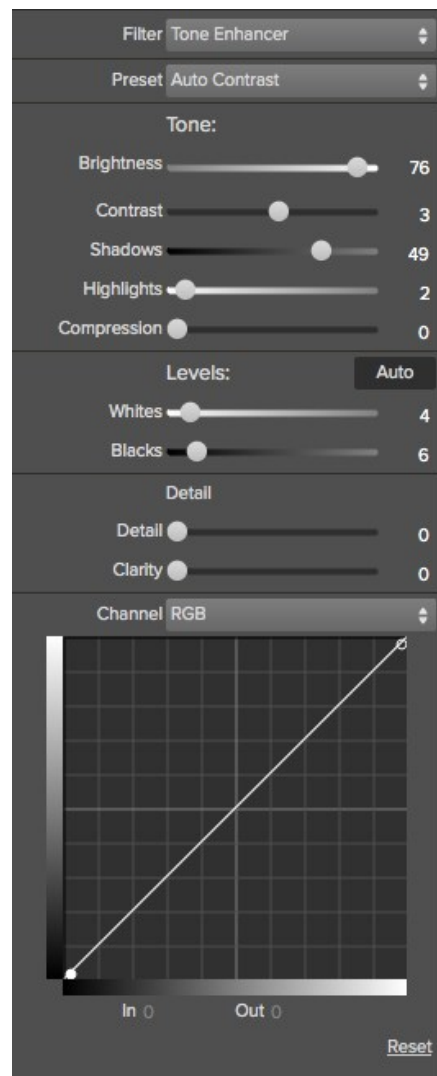 Filter Tone Enhancer
Preset Auto Contrast
Tone:
Brightness 76
Contrast 3
Shadows 49
Highlights 2
Compression 0
Levels: Auto
Whites 4
Blacks 6
Detail
Detail 0
Clarity 0
Channel RGB
In 0 Out 0
Reset